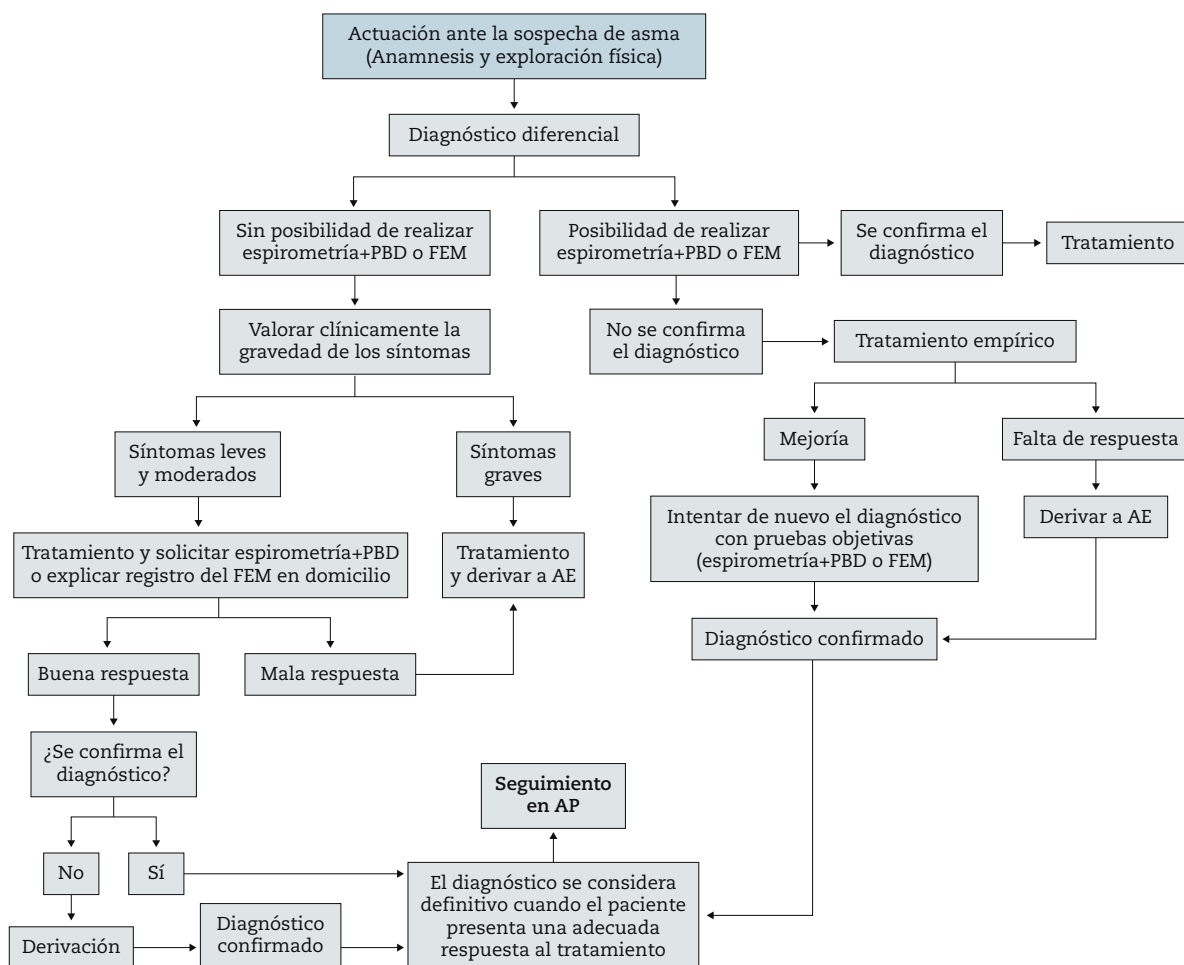 Actuación ante la sospecha de asma
(Anamnesis y exploración física)
Diagnóstico diferencial
Sin posibilidad de realizar
espirometría+PBD o FEM
Posibilidad de realizar
espirometría+PBD o FEM
Se confirma el
diagnóstico
Tratamiento
Valorar clínicamente la
gravedad de los síntomas
No se confirma
el diagnóstico
Tratamiento empírico
Síntomas leves
y moderados
Síntomas
graves
Mejoría
Falta de respuesta
Tratamiento y solicitar espirometría+PBD
o explicar registro del FEM en domicilio
Tratamiento
y derivar a AE
Intentar de nuevo el diagnóstico
con pruebas objetivas
(espirometría+PBD o FEM)
Derivar a AE
Buena respuesta
Mala respuesta
Diagnóstico confirmado
¿Se confirma el
diagnóstico?
Seguimiento
en AP
No
Sí
El diagnóstico se considera
definitivo cuando el paciente
presenta una adecuada
respuesta al tratamiento
Derivación
Diagnóstico
confirmado